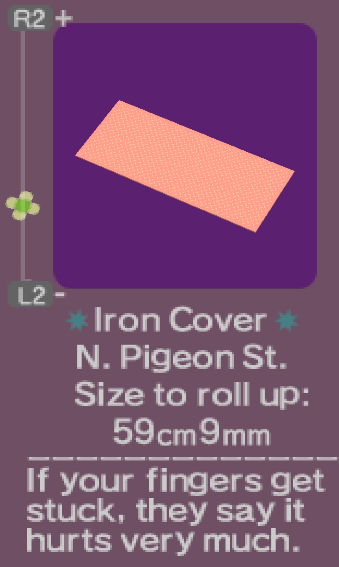 R2 +
L2 -
Iron Cover
N. Pigeon St.
Size to roll up:
59cm9mm
If your fingers get
stuck, they say it
hurts very much.